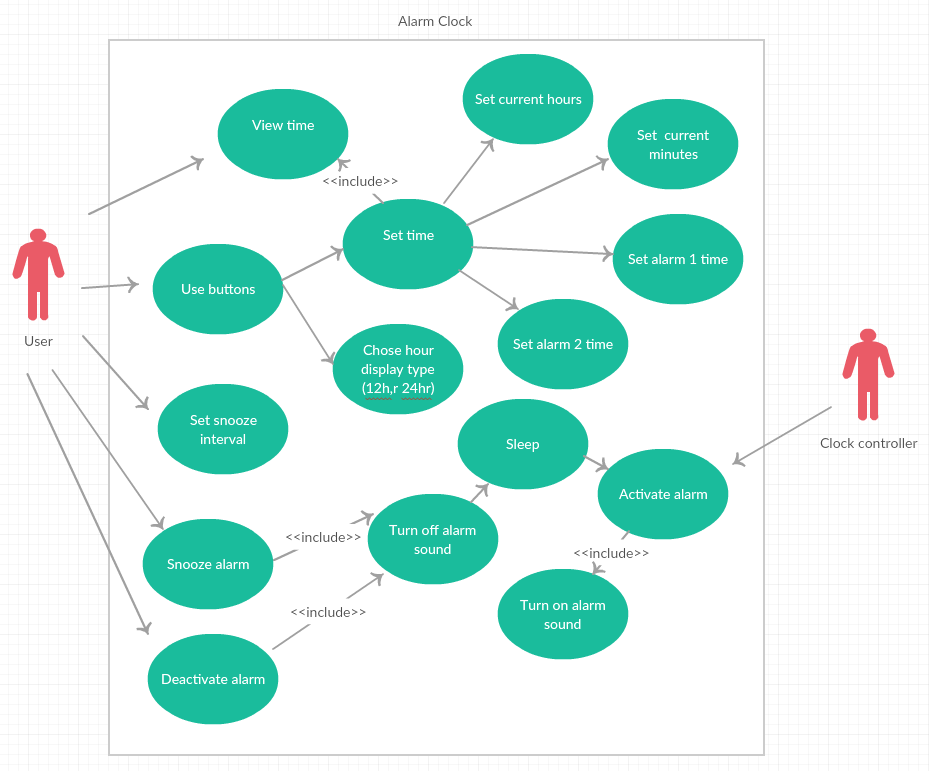 Alarm Clock
Set current hours
View time
Set  current
minutes
<<include>>
Set time
Set alarm 1 time
Use buttons
User
Set alarm 2 time
Chose hour
display type
(12h,r 24hr)
Clock controller
Set snooze
interval
Sleep
Activate alarm
Turn off alarm
sound
<<include>>
<<include>>
Snooze alarm
Turn on alarm
sound
<<include>>
Deactivate alarm